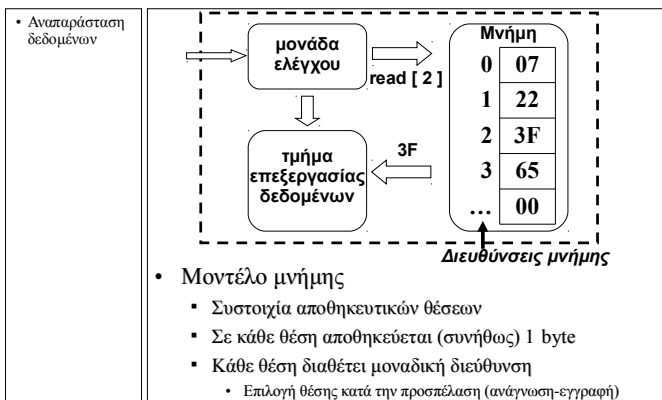 • Αναπαράσταση
δεδομένων
μονάδα
ελέγχου
read [ 2 ]
τμήμα
επεξεργασίας
δεδομένων
3F
Μνήμη
0 07
1 22
2 3F
3 65
... 00
Διευθύνσεις μνήμης
• Μοντέλο μνήμης
▪ Συστοιχία αποθηκευτικών θέσεων
▪ Σε κάθε θέση αποθηκεύεται (συνήθως) 1 byte
▪ Κάθε θέση διαθέτει μοναδική διεύθυνση
• Επιλογή θέσης κατά την προσπέλαση (ανάγνωση-εγγραφή)